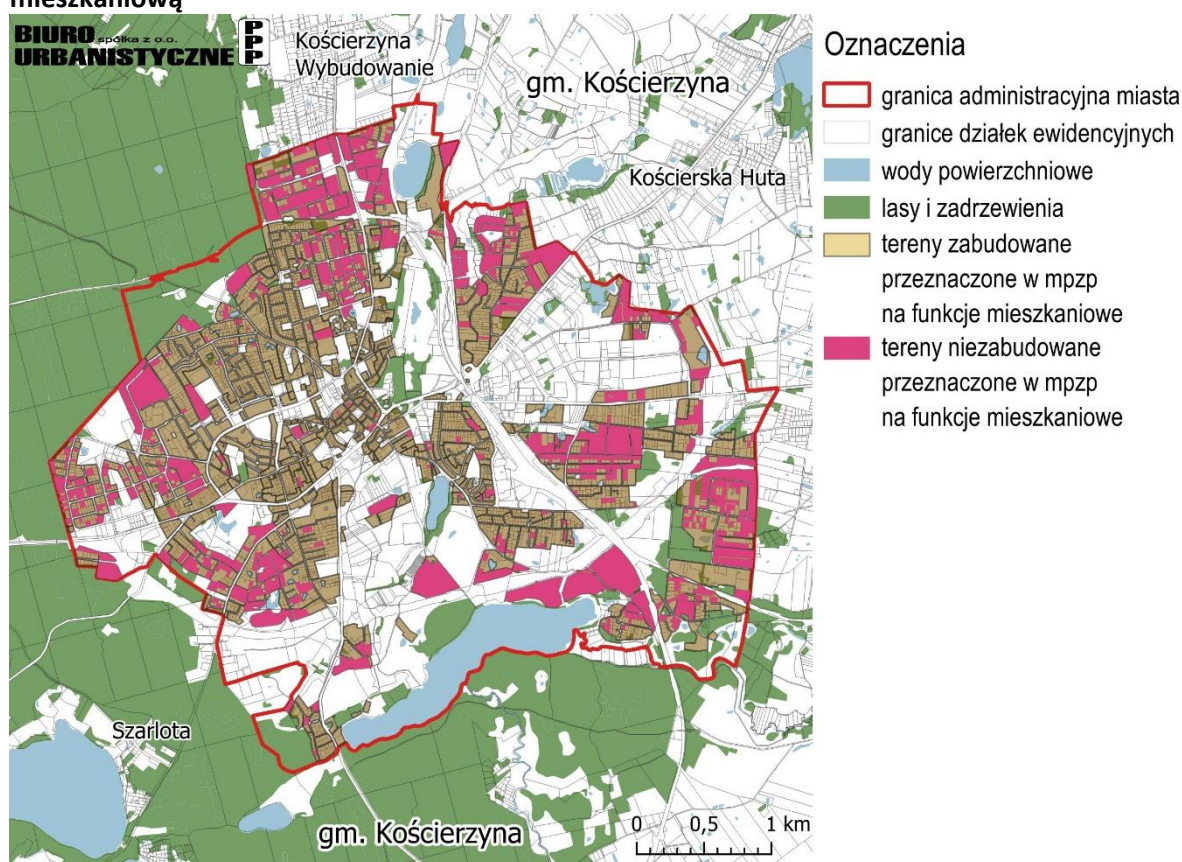 mieszkaniową
BIURO spółka z o.o.
URBANISTYCZNE
PPP
Kościerzyna
Wybudowanie
gm. Kościerzyna
Kościerska Huta
Szarlota
gm. Kościerzyna
0 0,5 1 km
Oznaczenia
granica administracyjna miasta
granice działek ewidencyjnych
wody powierzchniowe
lasy i zadrzewienia
tereny zabudowane
przeznaczone w mpzp
na funkcje mieszkaniowe
tereny niezabudowane
przeznaczone w mpzp
na funkcje mieszkaniowe